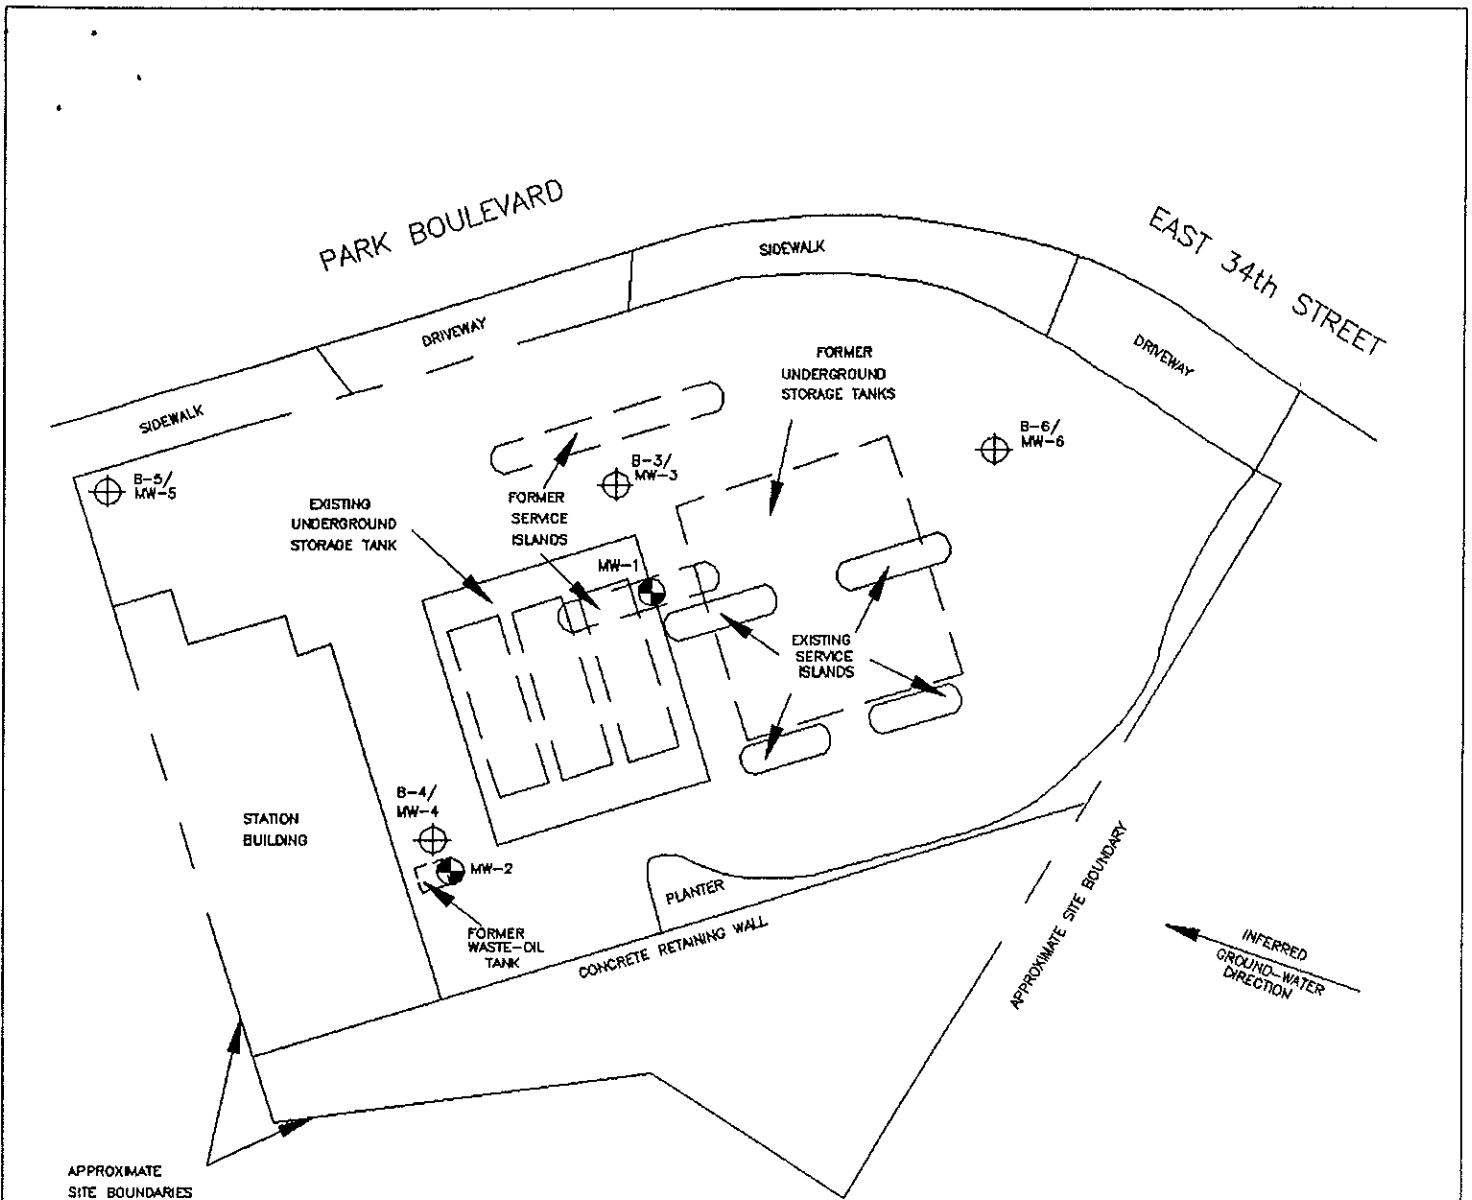 PARK BOULEVARD
EAST 34th STREET
SIDEWALK
DRIVEWAY
DRIVEWAY
SIDEWALK
FORMER
UNDERGROUND
STORAGE TANKS
B-6/
MW-6
B-3/
MW-3
B-5/
MW-5
EXISTING
UNDERGROUND
STORAGE TANK
FORMER
SERVICE
ISLANDS
MW-1
EXISTING
SERVICE
ISLANDS
B-4/
MW-4
STATION
BUILDING
MW-2
PLANTER
FORMER
WASTE-OIL
TANK
CONCRETE RETAINING WALL
APPROXIMATE SITE BOUNDARY
INFERRED
GROUND-WATER
DIRECTION
APPROXIMATE
SITE BOUNDARIES